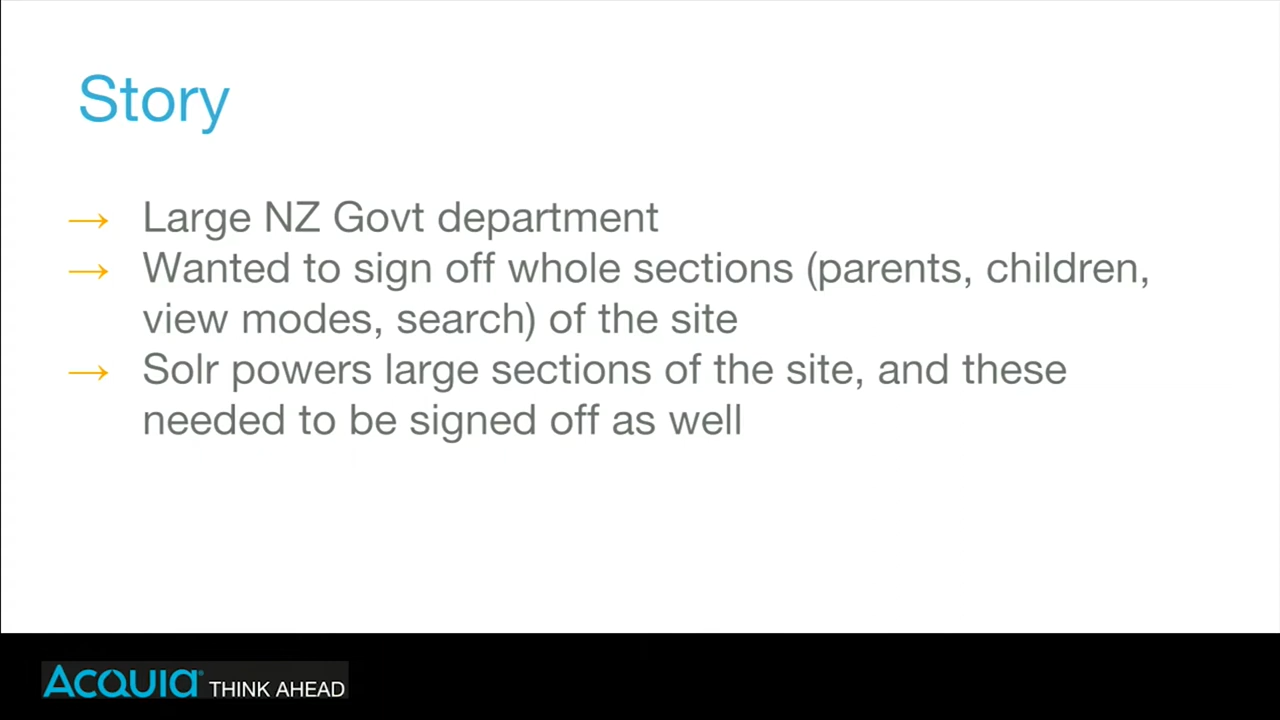 Story
→ Large NZ Govt department
→ Wanted to sign off whole sections (parents, children,
view modes, search) of the site
→ Solr powers large sections of the site, and these
needed to be signed off as well
ACQUIA® THINK AHEAD